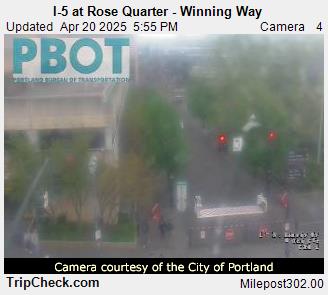 I-5 at Rose Quarter - Winning Way
Updated Apr 20 2025 5:55 PM Camera 4
PBOT
PORTLAND BUREAU OF TRANSPORTATION
Camera courtesy of the City of Portland
TripCheck.com Milepost302.00